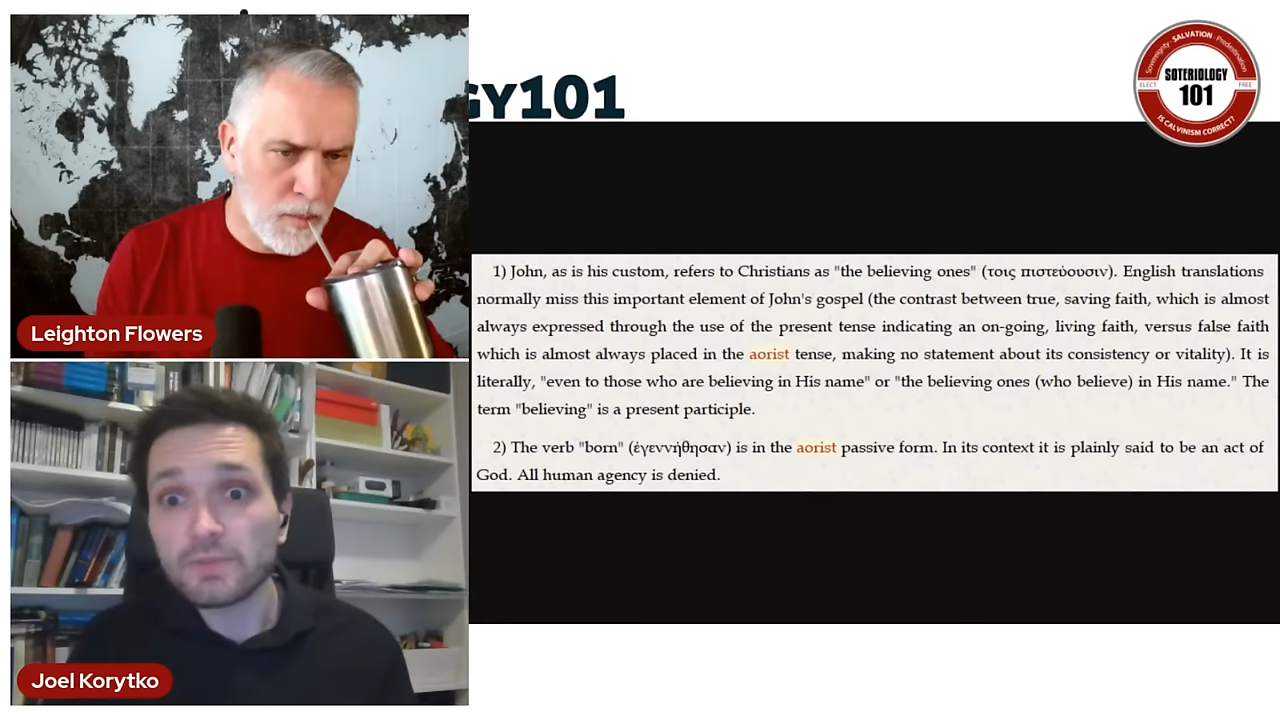 GY101
SOTERIOLOGY
101
Sovereignty · SALVATION · Predestination
ELECT
FREE
IS CALVINISM CORRECT?
Leighton Flowers
1) John, as is his custom, refers to Christians as "the believing ones" (τοις πιστεύουσιν). English translations
normally miss this important element of John's gospel (the contrast between true, saving faith, which is almost
always expressed through the use of the present tense indicating an on-going, living faith, versus false faith
which is almost always placed in the aorist tense, making no statement about its consistency or vitality). It is
literally, "even to those who are believing in His name" or "the believing ones (who believe) in His name." The
term "believing" is a present participle.
2) The verb "born" (ἐγεννήθησαν) is in the aorist passive form. In its context it is plainly said to be an act of
God. All human agency is denied.
Joel Korytko